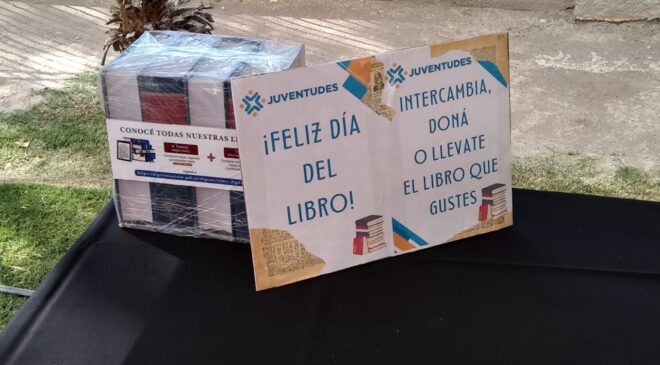 CONOCÉ TODAS NUESTRAS
JUVENTUDES
¡FELIZ DÍA
DEL
LIBRO!
JUVENTUDES
INTERCAMBIA,
DONÁ
O LLEVATE
EL LIBRO QUE
GUSTES